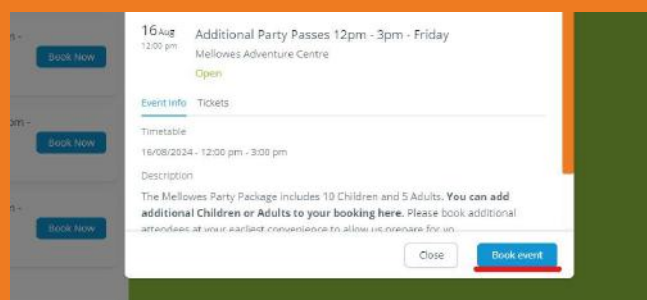 16 Aug
12:00 pm
Additional Party Passes 12pm - 3pm - Friday
Mellowes Adventure Centre
Open
Event Info Tickets
Timetable
16/08/2024 - 12:00 pm - 3:00 pm
Description
The Mellowes Party Package includes 10 Children and 5 Adults. You can add
additional Children or Adults to your booking here. Please book additional
attendees at your earliest convenience to allow us prepare for yo
Close Book event
Book Now
Book Now
Book Now